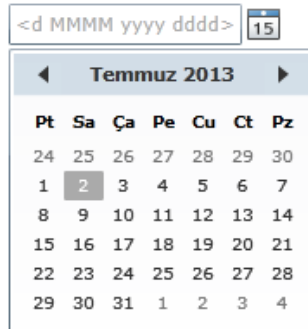 <d MMMM yyyy dddd> 15
Temmuz 2013
Pt Sa Ça Pe Cu Ct Pz
24 25 26 27 28 29 30
1 2 3 4 5 6 7
8 9 10 11 12 13 14
15 16 17 18 19 20 21
22 23 24 25 26 27 28
29 30 31 1 2 3 4